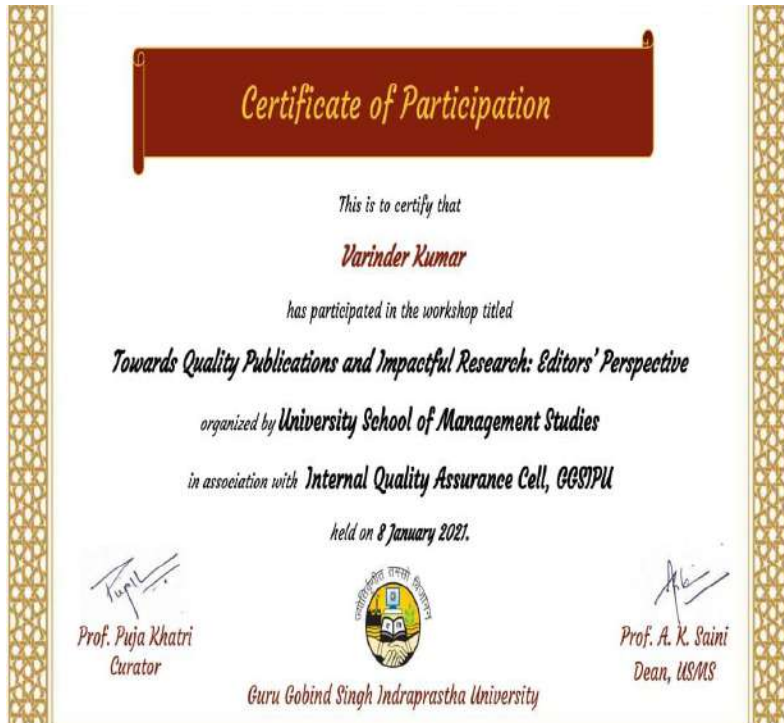 Certificate of Participation
This is to certify that
Varinder Kumar
has participated in the workshop titled
Towards Quality Publications and Impactful Research: Editors' Perspective
organized by University School of Management Studies
in association with Internal Quality Assurance Cell, GGSIPU
held on 8 January 2021.
Prof. Puja Khatri
Curator
Prof. A. K. Saini
Dean, USMS
Guru Gobind Singh Indraprastha University